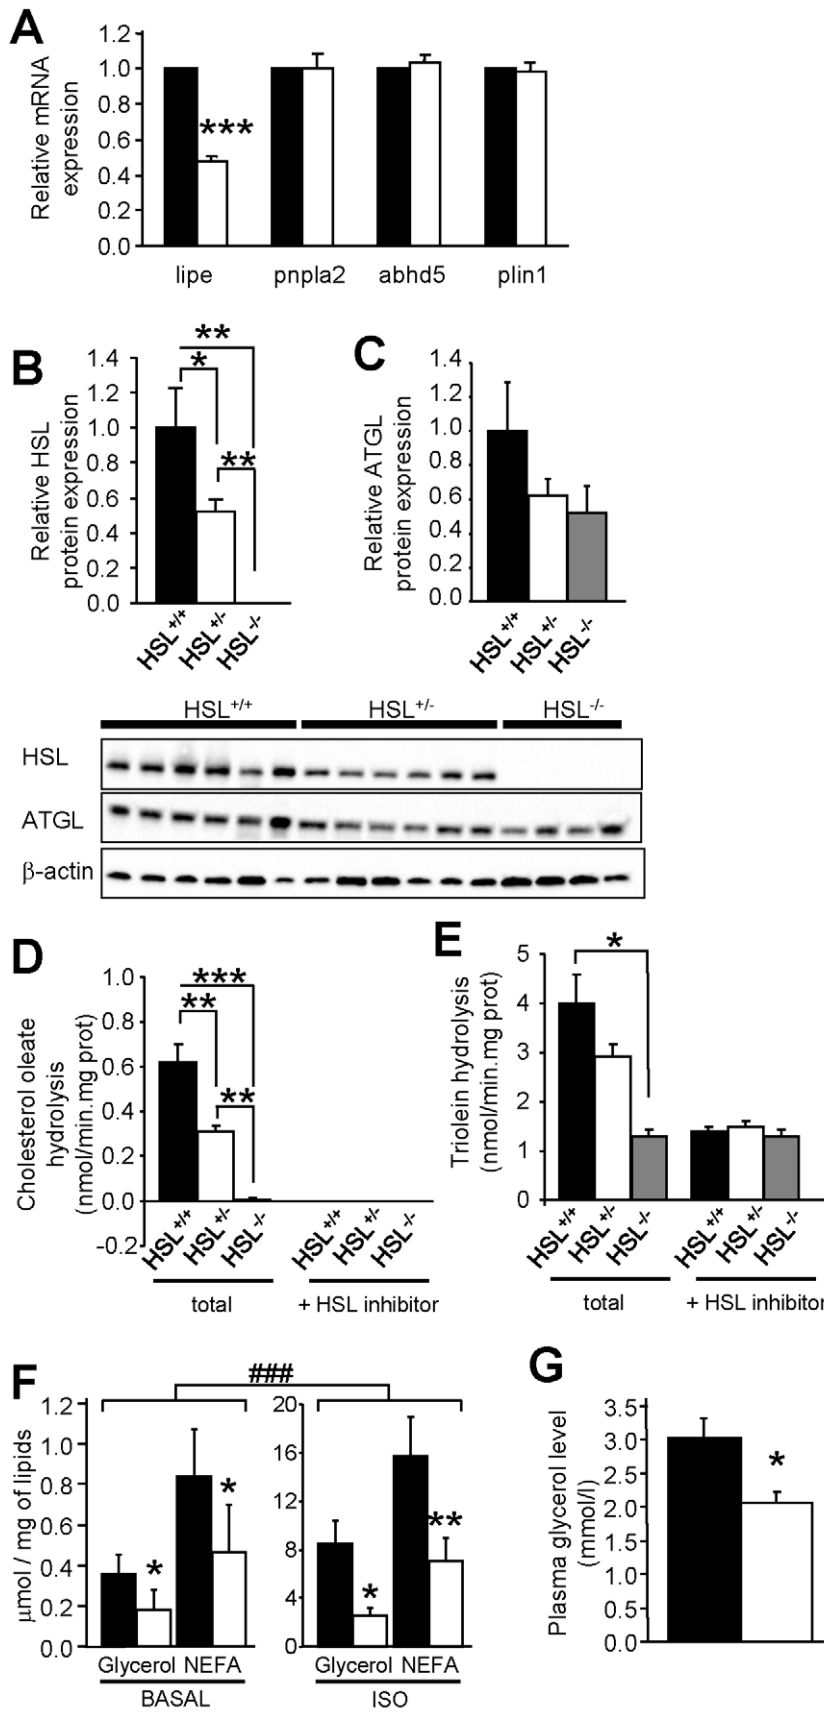 A
Relative mRNA
expression
1.2
1.0
0.8
0.6
0.4
0.2
0.0
***
lipe pnpla2 abhd5 plin1
B
Relative HSL
protein expression
1.4
1.2
1.0
0.8
0.6
0.4
0.2
0.0
**
*
**
HSL+/+ HSL+/- HSL-/-
C
Relative ATGL
protein expression
1.4
1.2
1.0
0.8
0.6
0.4
0.2
0.0
HSL+/+ HSL+/- HSL-/-
HSL+/+ HSL+/- HSL-/-
HSL
ATGL
β-actin
D
Cholesterol oleate
hydrolysis
(nmol/min.mg prot)
1.0
0.8
0.6
0.4
0.2
0.0
-0.2
***
**
**
HSL+/+ HSL+/- HSL-/- HSL+/+ HSL+/- HSL-/-
total + HSL inhibitor
E
Triolein hydrolysis
(nmol/min.mg prot)
5
4
3
2
1
0
*
HSL+/+ HSL+/- HSL-/- HSL+/+ HSL+/- HSL-/-
total + HSL inhibitor
F
###
μmol / mg of lipids
1.2
1.0
0.8
0.6
0.4
0.2
0.0
*
*
Glycerol NEFA
BASAL
20
16
12
8
4
0
*
**
Glycerol NEFA
ISO
G
Plasma glycerol level
(mmol/l)
3.5
3.0
2.5
2.0
1.5
1.0
0.5
0.0
*